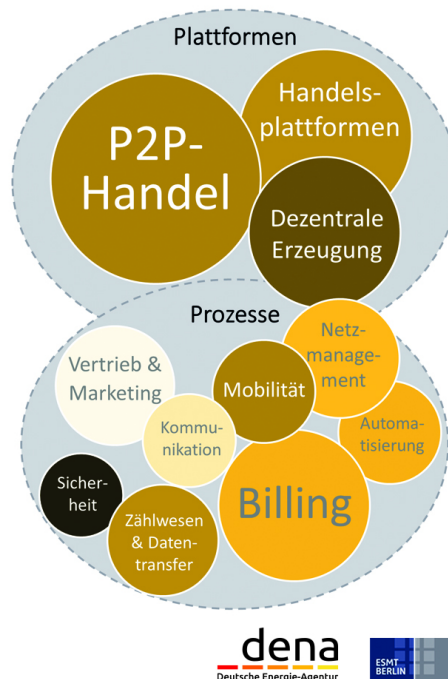 Plattformen
P2P-
Handel
Handels-
plattformen
Dezentrale
Erzeugung
Prozesse
Netz-
manage-
ment
Vertrieb &
Marketing
Mobilität
Kommu-
nikation
Automa-
tisierung
Sicher-
heit
Billing
Zählwesen
& Daten-
transfer
dena
Deutsche Energie-Agentur
ESMT
BERLIN